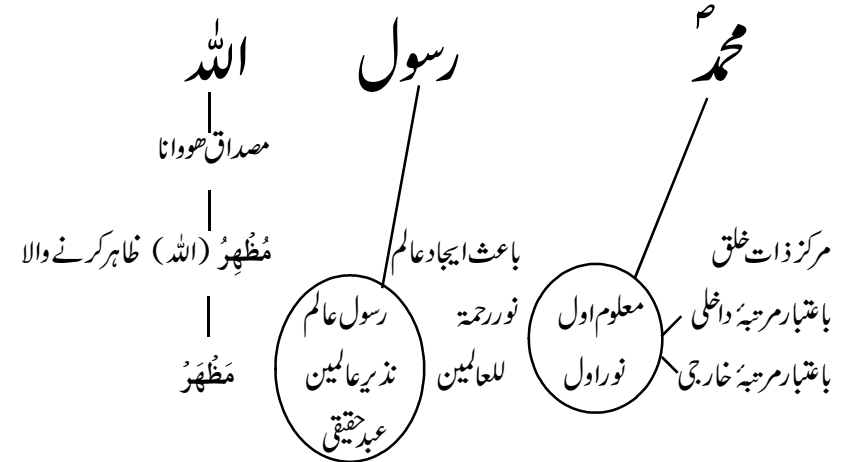 محمدؐ رسول اللہ
مصداق ھو وانا
مرکز ذات خلق باعث ایجاد عالم مُظْہِرُ (اللہ) ظاہر کرنے والا
باعتبار مرتبۂ داخلی معلوم اول نور رحمۃ رسول عالم
باعتبار مرتبۂ خارجی نور اول للعالمین نذیر عالمین مَظْہَرْ
عبد حقیقی